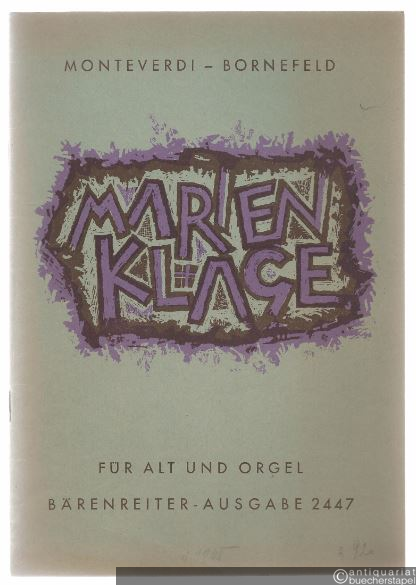 MONTEVERDI – BORNEFELD
MARIEN
KLAGE
FÜR ALT UND ORGEL
BÄRENREITER-AUSGABE 2447
©antiquariat
buecherstapel